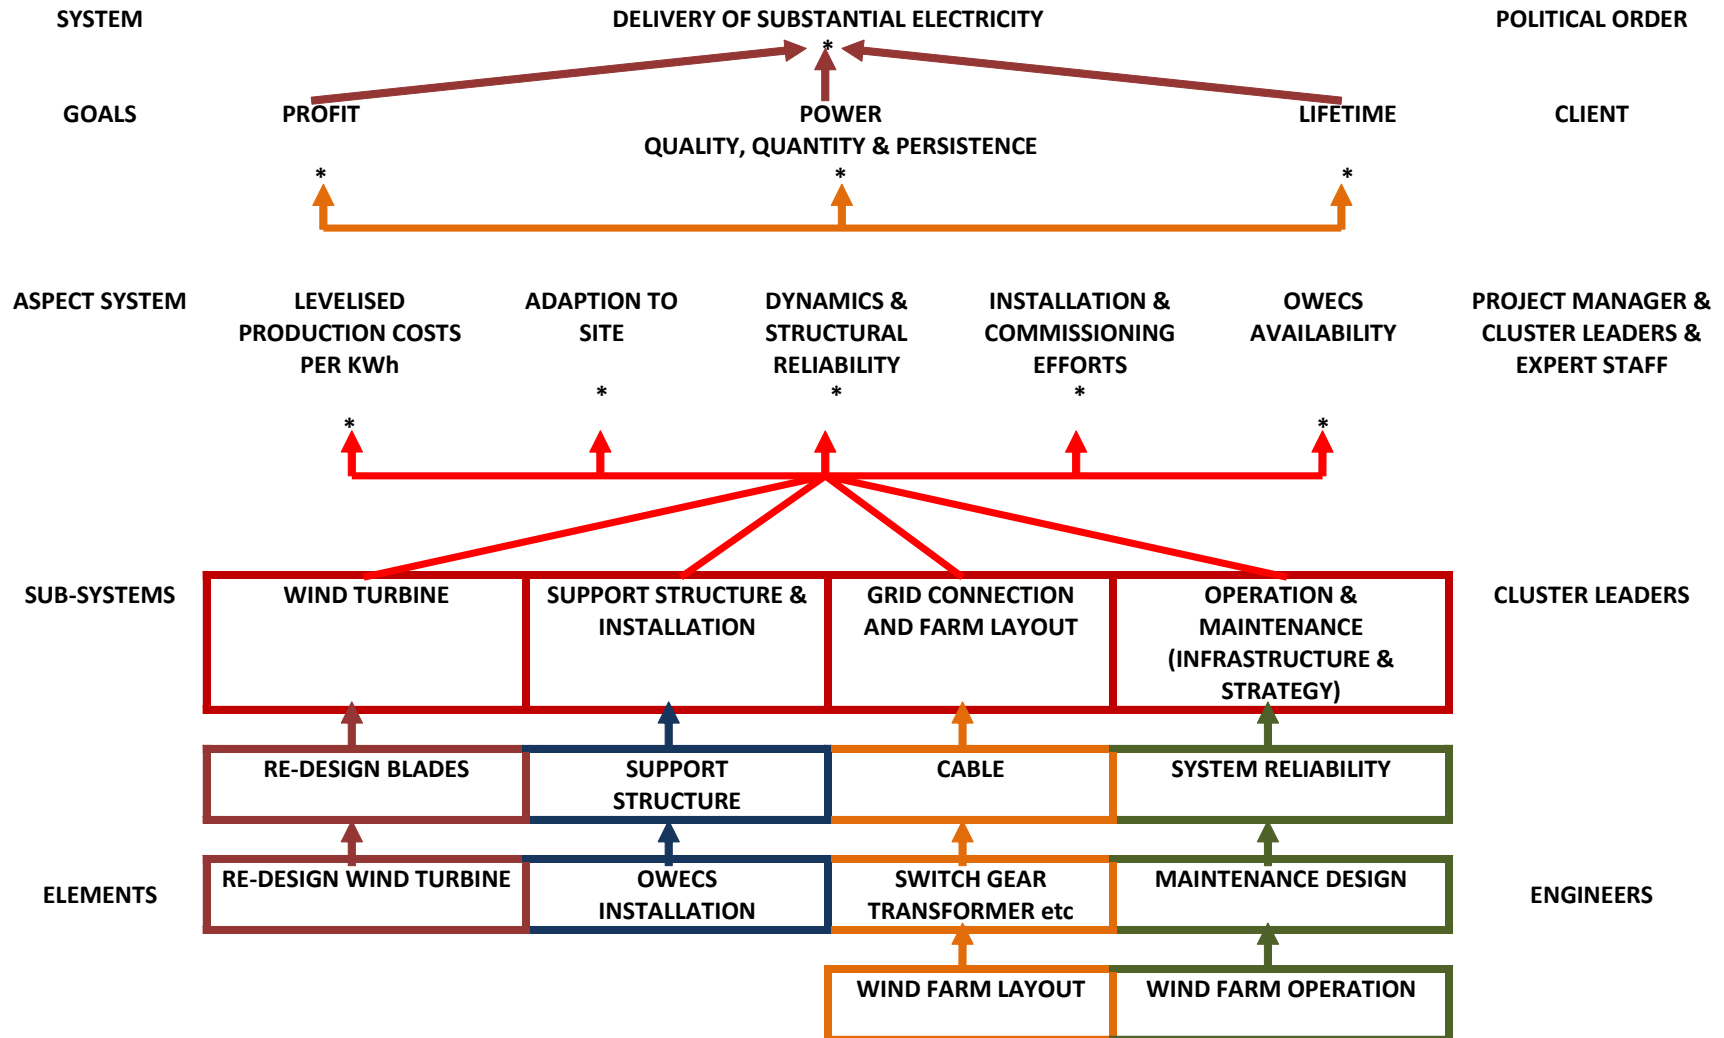 SYSTEM
DELIVERY OF SUBSTANTIAL ELECTRICITY
POLITICAL ORDER
*
GOALS
PROFIT
POWER
QUALITY, QUANTITY & PERSISTENCE
LIFETIME
CLIENT
*
*
*
ASPECT SYSTEM
LEVELISED
PRODUCTION COSTS
PER KWh
*
ADAPTION TO
SITE
*
DYNAMICS &
STRUCTURAL
RELIABILITY
*
INSTALLATION &
COMMISSIONING
EFFORTS
*
OWECS
AVAILABILITY
*
PROJECT MANAGER &
CLUSTER LEADERS &
EXPERT STAFF
SUB-SYSTEMS
WIND TURBINE
SUPPORT STRUCTURE &
INSTALLATION
GRID CONNECTION
AND FARM LAYOUT
OPERATION &
MAINTENANCE
(INFRASTRUCTURE &
STRATEGY)
CLUSTER LEADERS
RE-DESIGN BLADES
SUPPORT
STRUCTURE
CABLE
SYSTEM RELIABILITY
ELEMENTS
RE-DESIGN WIND TURBINE
OWECS
INSTALLATION
SWITCH GEAR
TRANSFORMER etc
MAINTENANCE DESIGN
ENGINEERS
WIND FARM LAYOUT
WIND FARM OPERATION